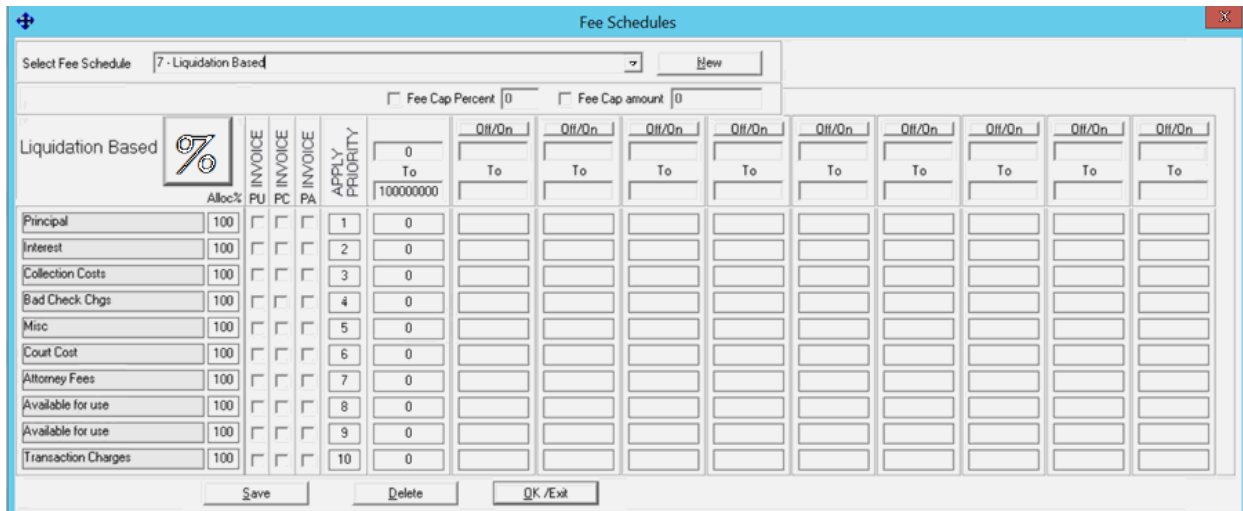 Fee Schedules X
Select Fee Schedule 7 - Liquidation Based New
Fee Cap Percent 0 Fee Cap amount 0
Liquidation Based % Alloc% PU INVOICE PC INVOICE PA INVOICE APPLY PRIORITY
Off/On Off/On Off/On Off/On Off/On Off/On Off/On Off/On Off/On
0
To To To To To To To To To To
100000000
Principal 100 1 0
Interest 100 2 0
Collection Costs 100 3 0
Bad Check Chgs 100 4 0
Misc 100 5 0
Court Cost 100 6 0
Attorney Fees 100 7 0
Available for use 100 8 0
Available for use 100 9 0
Transaction Charges 100 10 0
Save Delete OK /Exit